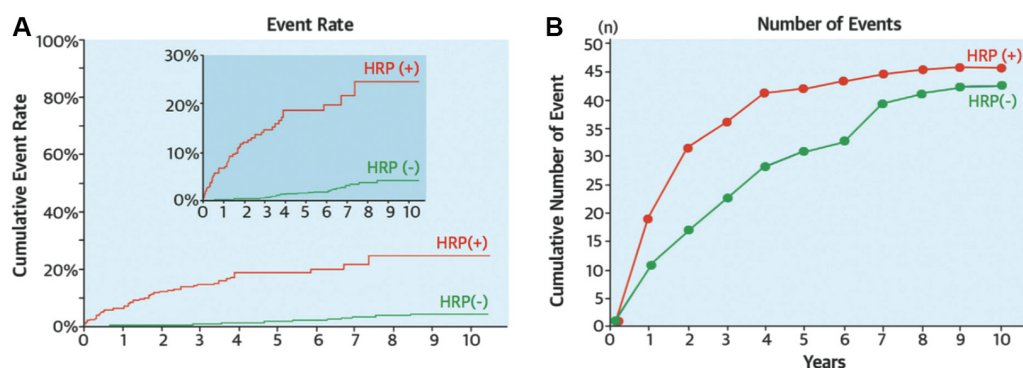 A
Event Rate
Cumulative Event Rate
100%
80%
60%
40%
20%
0%
0 1 2 3 4 5 6 7 8 9 10
HRP(+)
HRP(-)
30%
20%
10%
0%
0 1 2 3 4 5 6 7 8 9 10
HRP (+)
HRP (-)
B
(n)
Number of Events
Cumulative Number of Event
50
45
40
35
30
25
20
15
10
5
0
0 1 2 3 4 5 6 7 8 9 10
HRP (+)
HRP(-)
Years